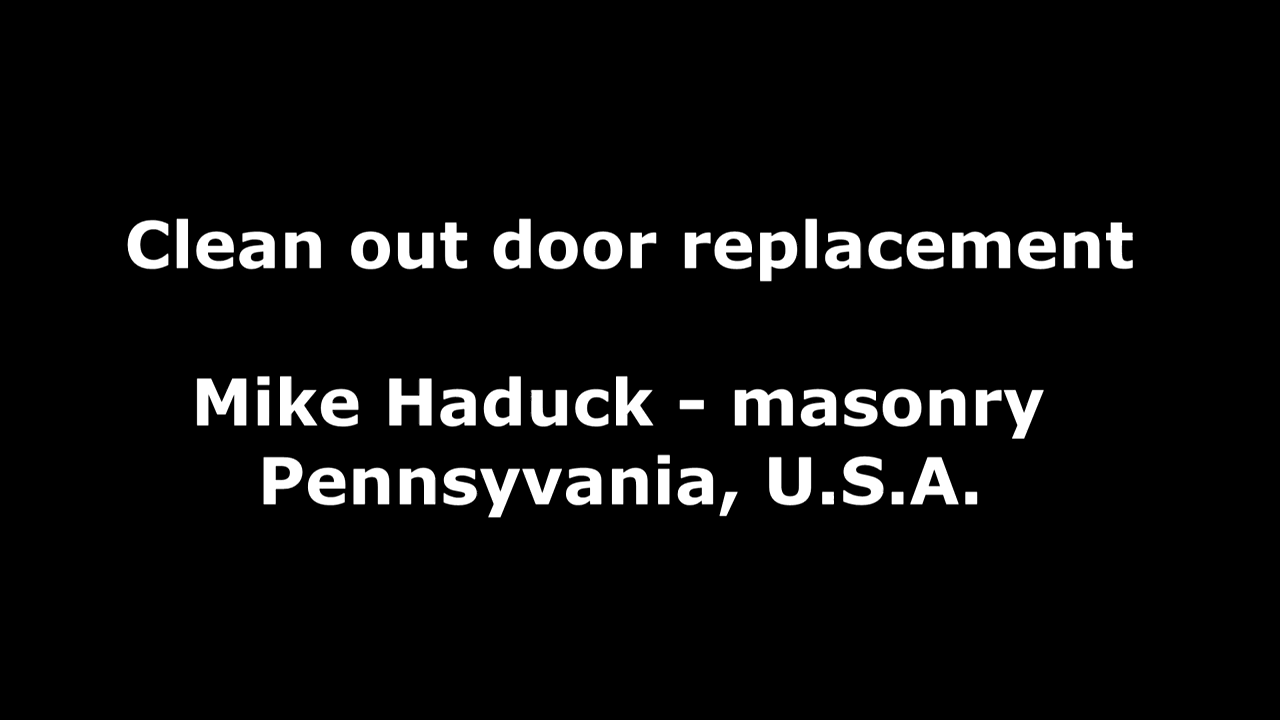 Clean out door replacement
Mike Haduck - masonry
Pennsyvania, U.S.A.